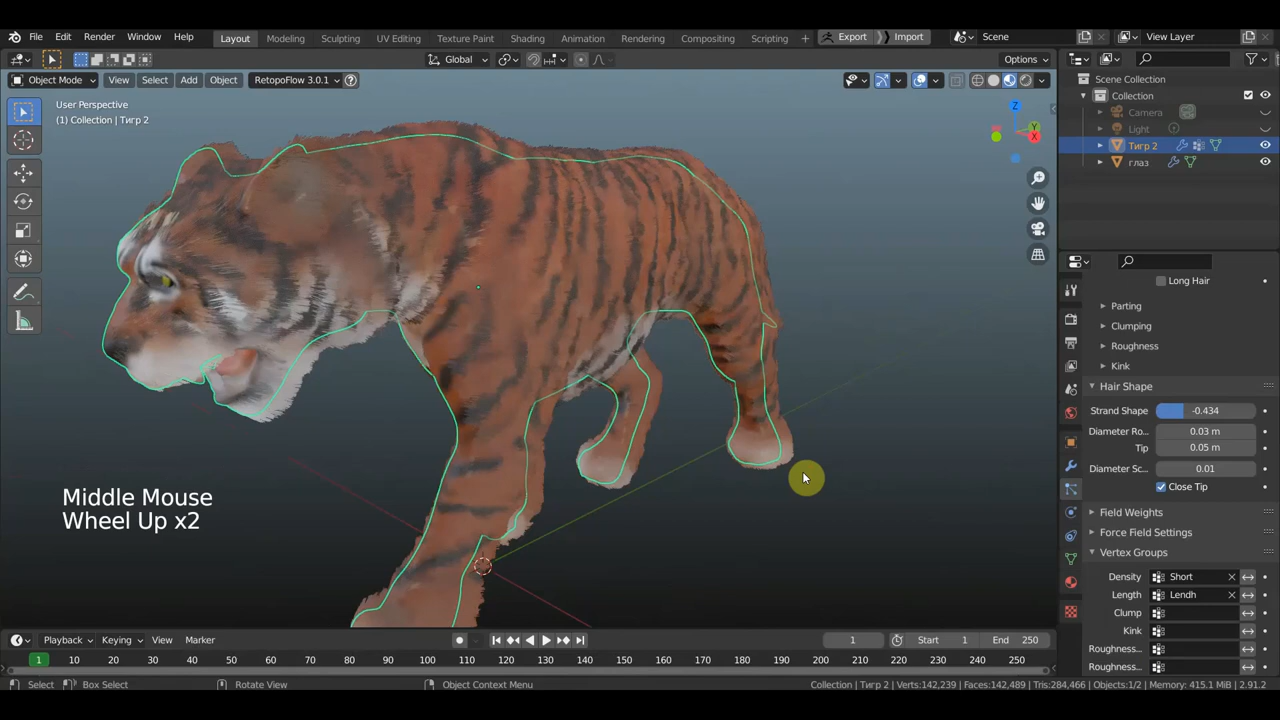 File Edit Render Window Help Layout Modeling Sculpting UV Editing Texture Paint Shading Animation Rendering Compositing Scripting + Export Import Scene View Layer
Global Options
Object Mode View Select Add Object RetopoFlow 3.0.1 ?
User Perspective
(1) Collection | Тигр 2
Z
Y
X
Scene Collection
Collection
Camera
Light
Тигр 2
глаз
Long Hair
Parting
Clumping
Roughness
Kink
Hair Shape
Strand Shape -0.434
Diameter Ro... 0.03 m
Tip 0.05 m
Diameter Sc... 0.01
Close Tip
Field Weights
Force Field Settings
Vertex Groups
Density Short
Length Lendh
Clump
Kink
Roughness...
Roughness...
Middle Mouse
Wheel Up x2
Playback Keying View Marker 1 Start 1 End 250
1 10 20 30 40 50 60 70 80 90 100 110 120 130 140 150 160 170 180 190 200 210 220 230 240 250
Select Box Select Rotate View Object Context Menu Collection | Тигр 2 | Verts:142,239 | Faces:142,489 | Tris:284,466 | Objects:1/2 | Memory: 415.1 MiB | 2.91.2